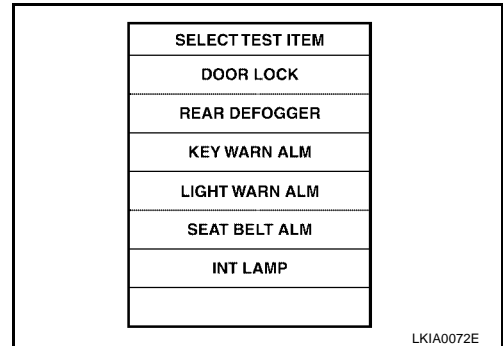 SELECT TEST ITEM
DOOR LOCK
REAR DEFOGGER
KEY WARN ALM
LIGHT WARN ALM
SEAT BELT ALM
INT LAMP
LKIA0072E